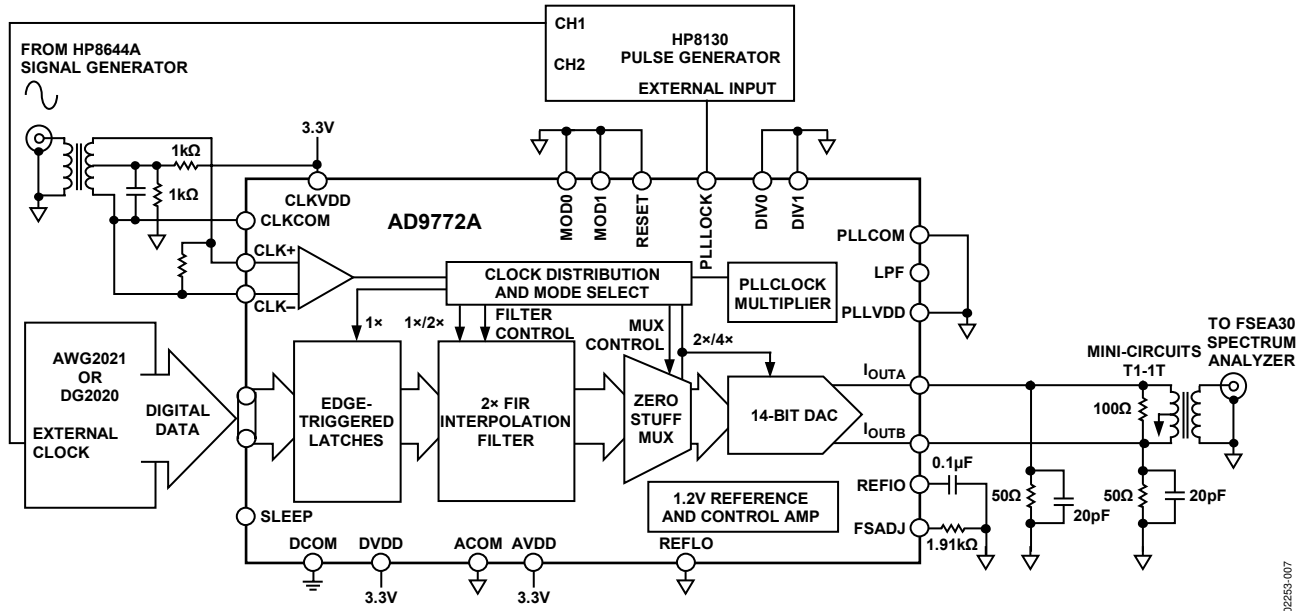 CH1
HP8130
PULSE GENERATOR
CH2
EXTERNAL INPUT
FROM HP8644A
SIGNAL GENERATOR
3.3V
1kΩ
1kΩ
CLKVDD
MOD0
MOD1
RESET
PLLLOCK
DIV0
DIV1
AD9772A
CLKCOM
CLK+
CLK–
PLLCOM
LPF
PLLVDD
CLOCK DISTRIBUTION
AND MODE SELECT
PLLCLOCK
MULTIPLIER
1×
1×/2×
FILTER
CONTROL
MUX
CONTROL
2×/4×
AWG2021
OR
DG2020
EXTERNAL
CLOCK
DIGITAL
DATA
EDGE-
TRIGGERED
LATCHES
2× FIR
INTERPOLATION
FILTER
ZERO
STUFF
MUX
14-BIT DAC
IOUTA
IOUTB
MINI-CIRCUITS
T1-1T
TO FSEA30
SPECTRUM
ANALYZER
100Ω
1.2V REFERENCE
AND CONTROL AMP
REFIO
0.1µF
FSADJ
1.91kΩ
50Ω
20pF
50Ω
20pF
SLEEP
DCOM
DVDD
ACOM
AVDD
REFLO
3.3V
3.3V
02253-007